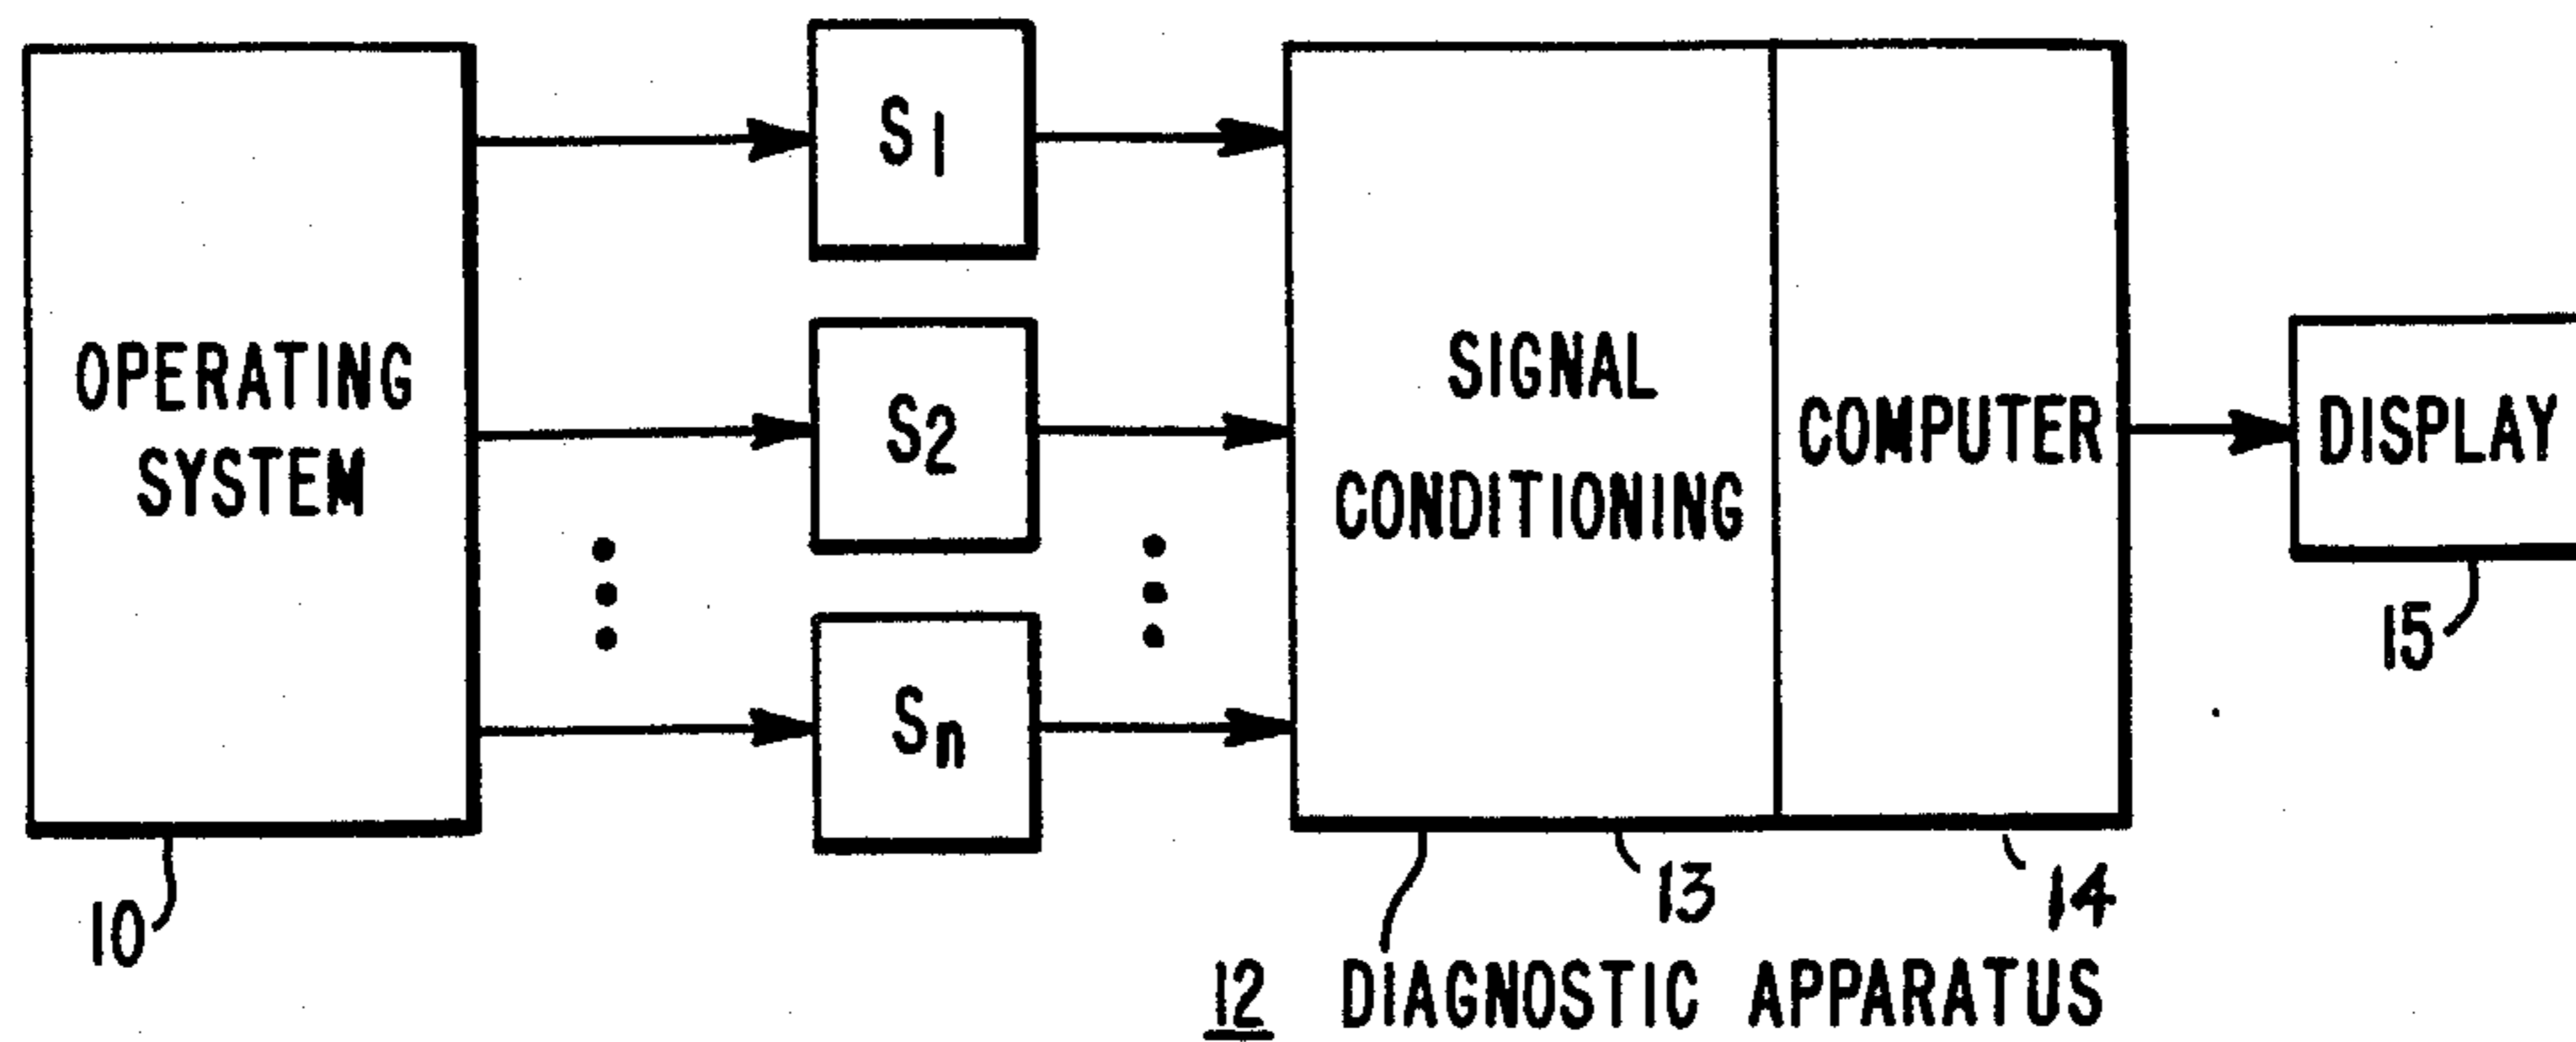 S1
OPERATING
SYSTEM
S2
SIGNAL
CONDITIONING
COMPUTER
DISPLAY
Sn
10
13
14
15
12 DIAGNOSTIC APPARATUS